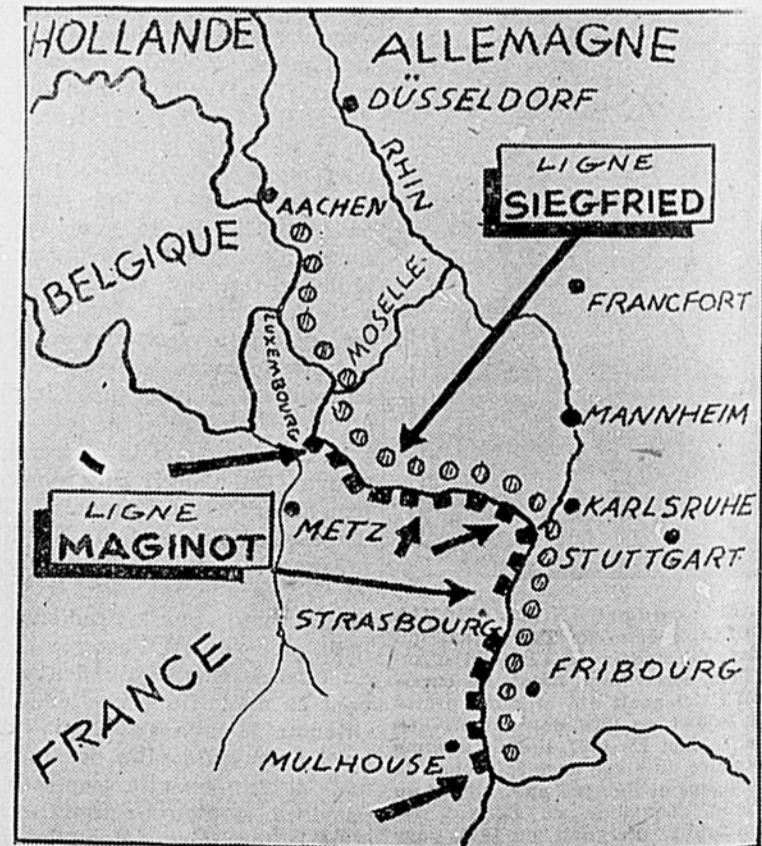 HOLLANDE
ALLEMAGNE
DÜSSELDORF
RHIN
LIGNE
SIEGFRIED
AACHEN
BELGIQUE
MOSELLE
FRANCFORT
LUXEMBOURG
MANNHEIM
LIGNE
MAGINOT
METZ
KARLSRUHE
STUTTGART
STRASBOURG
FRIBOURG
FRANCE
MULHOUSE